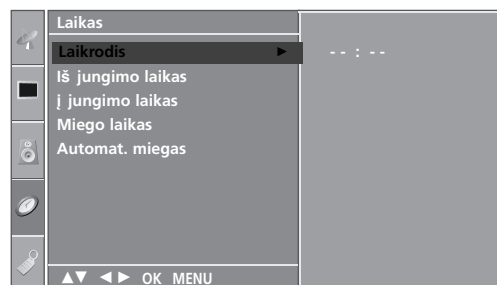 Laikas
Laikrodis ► -- : --
Iš jungimo laikas
į jungimo laikas
Miego laikas
Automat. miegas
▲▼ ◄► OK MENU